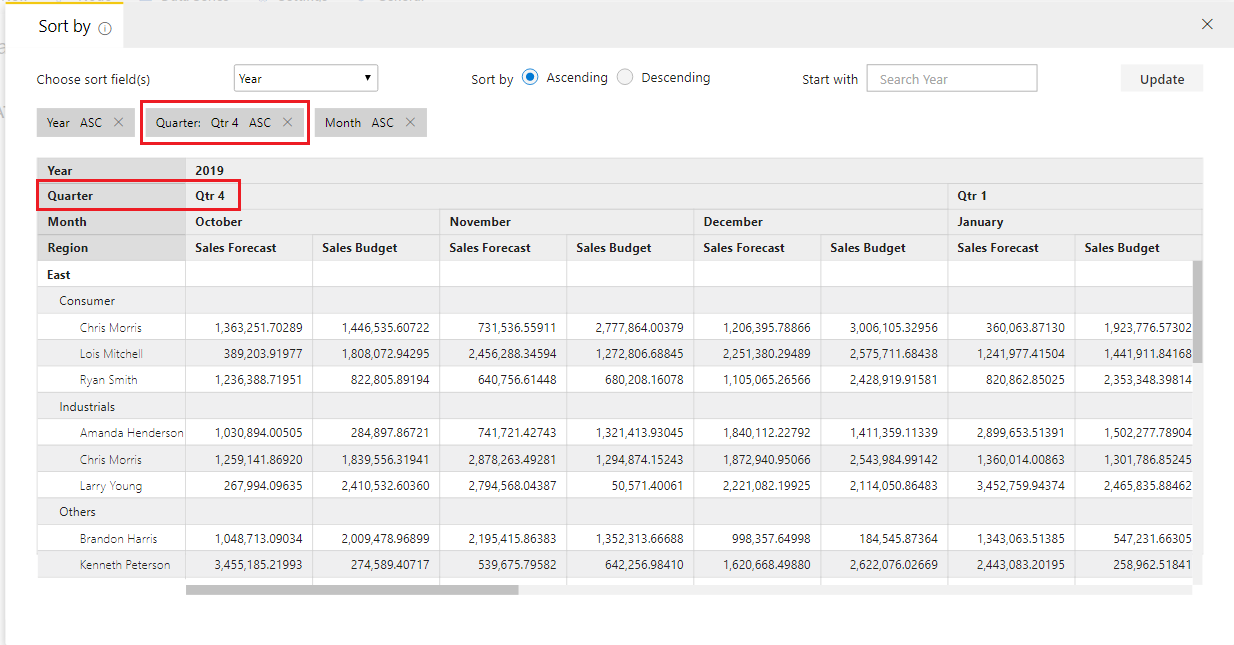 Sort by
Choose sort field(s) Year Sort by Ascending Descending Start with Search Year Update
Year ASC Quarter: Qtr 4 ASC Month ASC
Year 2019
Quarter Qtr 4 Qtr 1
Month October November December January
Region Sales Forecast Sales Budget Sales Forecast Sales Budget Sales Forecast Sales Budget Sales Forecast Sales Budget
East
Consumer
Chris Morris 1,363,251.70289 1,446,535.60722 731,536.55911 2,777,864.00379 1,206,395.78866 3,006,105.32956 360,063.87130 1,923,776.57302
Lois Mitchell 389,203.91977 1,808,072.94295 2,456,288.34594 1,272,806.68845 2,251,380.29489 2,575,711.68438 1,241,977.41504 1,441,911.84168
Ryan Smith 1,236,388.71951 822,805.89194 640,756.61448 680,208.16078 1,105,065.26566 2,428,919.91581 820,862.85025 2,353,348.39814
Industrials
Amanda Henderson 1,030,894.00505 284,897.86721 741,721.42743 1,321,413.93045 1,840,112.22792 1,411,359.11339 2,899,653.51391 1,502,277.78904
Chris Morris 1,259,141.86920 1,839,556.31941 2,878,263.49281 1,294,874.15243 1,872,940.95066 2,543,984.99142 1,360,014.00863 1,301,786.85245
Larry Young 267,994.09635 2,410,532.60360 2,794,568.04387 50,571.40061 2,221,082.19925 2,114,050.86483 3,452,759.94374 2,465,835.88462
Others
Brandon Harris 1,048,713.09034 2,009,478.96899 2,195,415.86383 1,352,313.66688 998,357.64998 184,545.87364 1,343,063.51385 547,231.66305
Kenneth Peterson 3,455,185.21993 274,589.40717 539,675.79582 642,256.98410 1,620,668.49880 2,622,076.02669 2,443,083.20195 258,962.51841